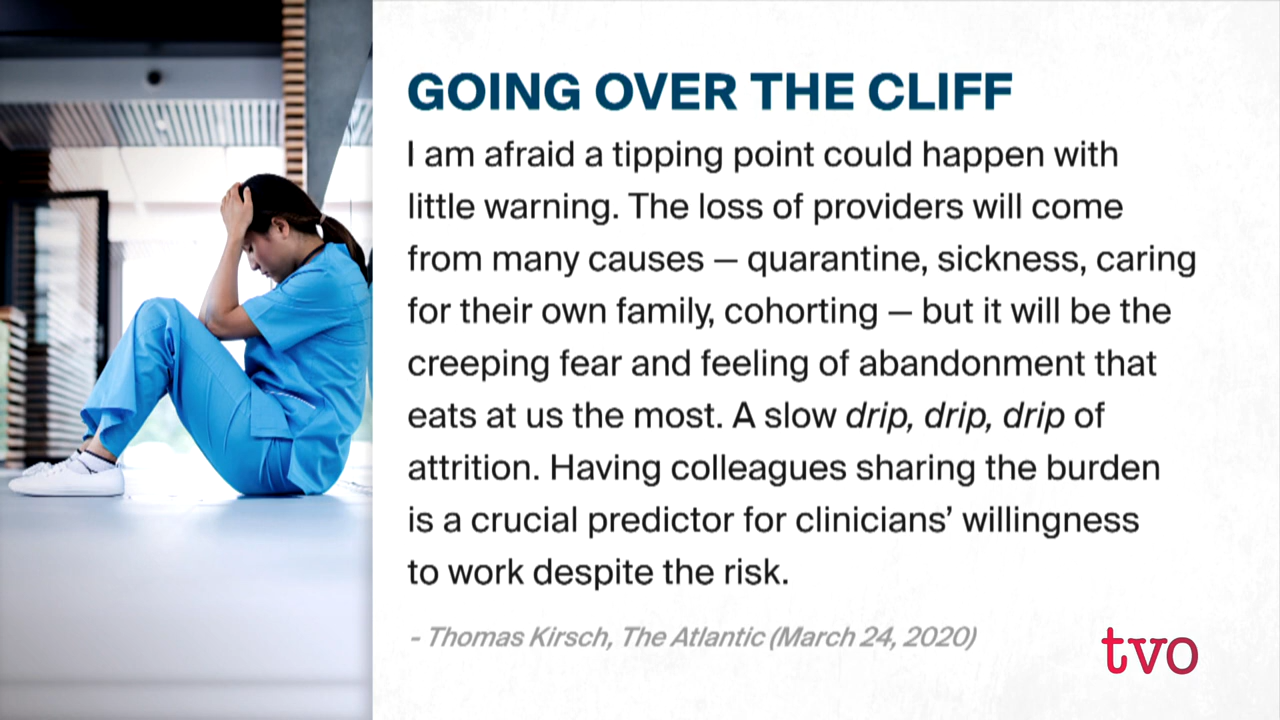 GOING OVER THE CLIFF
I am afraid a tipping point could happen with
little warning. The loss of providers will come
from many causes — quarantine, sickness, caring
for their own family, cohorting — but it will be the
creeping fear and feeling of abandonment that
eats at us the most. A slow drip, drip, drip of
attrition. Having colleagues sharing the burden
is a crucial predictor for clinicians’ willingness
to work despite the risk.
– Thomas Kirsch, The Atlantic (March 24, 2020)
tvo